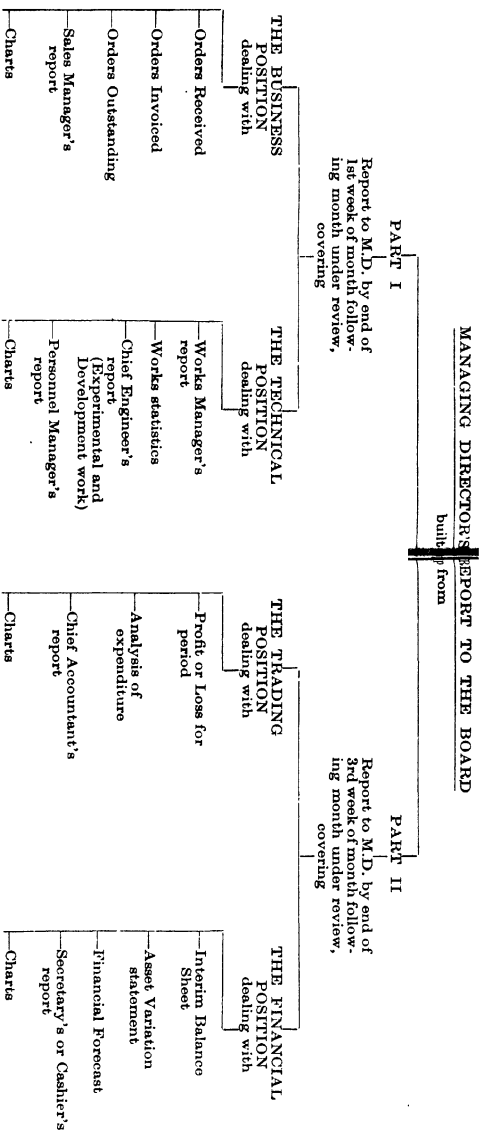 MANAGING DIRECTOR'S REPORT TO THE BOARD
built up from
PART I
Report to M.D. by end of
1st week of month follow-
ing month under review,
covering
THE BUSINESS
POSITION
dealing with
Orders Received
Orders Invoiced
Orders Outstanding
Sales Manager's
report
Charts
THE TECHNICAL
POSITION
dealing with
Works Manager's
report
Works statistics
Chief Engineer's
report
(Experimental and
Development work)
Personnel Manager's
report
Charts
PART II
Report to M.D. by end of
3rd week of month follow-
ing month under review,
covering
THE TRADING
POSITION
dealing with
Profit or Loss for
period
Analysis of
expenditure
Chief Accountant's
report
Charts
THE FINANCIAL
POSITION
dealing with
Interim Balance
Sheet
Asset Variation
statement
Financial Forecast
Secretary's or Cashier's
report
Charts